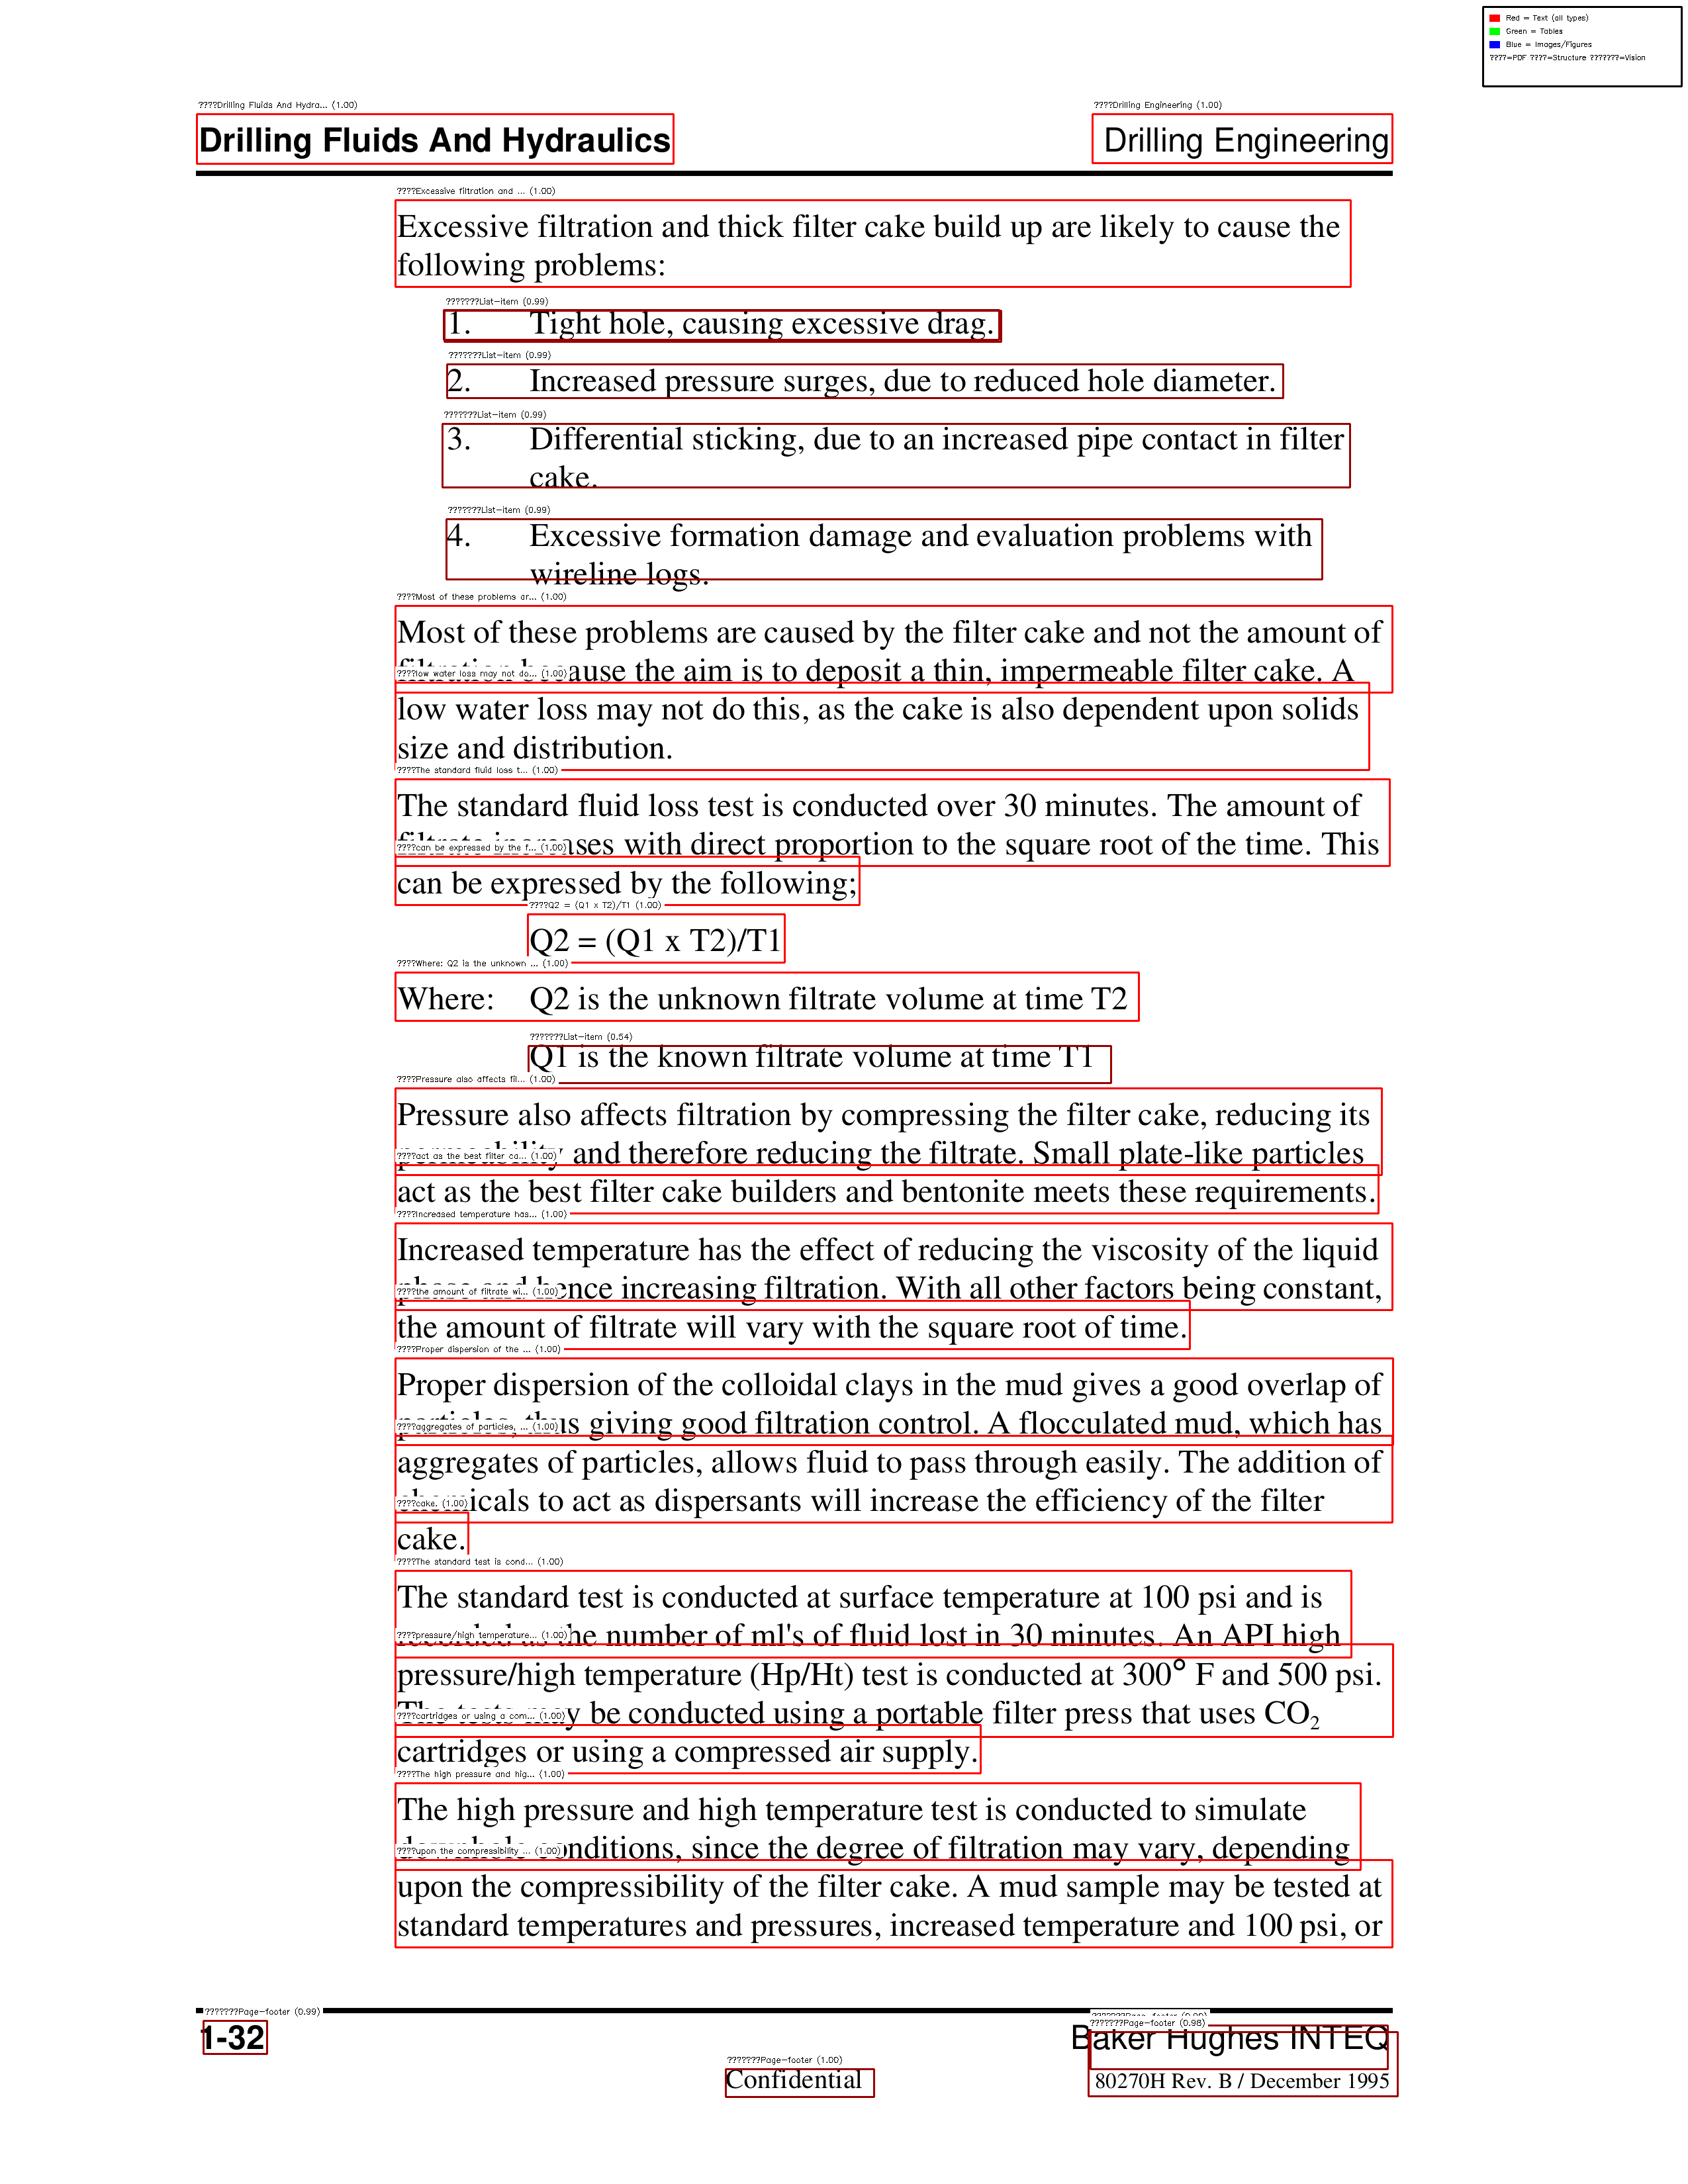 Red = Text (all types)
Green = Tables
Blue = Images/Figures
????=PDF ????=Structure ???????=Vision
????Drilling Fluids And Hydra... (1.00)
????Drilling Engineering (1.00)
Drilling Fluids And Hydraulics
Drilling Engineering
????Excessive filtration and ... (1.00)
Excessive filtration and thick filter cake build up are likely to cause the
following problems:
???????List-item (0.99)
1. Tight hole, causing excessive drag.
???????List-item (0.99)
2. Increased pressure surges, due to reduced hole diameter.
???????List-item (0.99)
3. Differential sticking, due to an increased pipe contact in filter
cake.
???????List-item (0.99)
4. Excessive formation damage and evaluation problems with
wireline logs.
????Most of these problems ar... (1.00)
Most of these problems are caused by the filter cake and not the amount of
filtration because the aim is to deposit a thin, impermeable filter cake. A
????low water loss may not do... (1.00)
low water loss may not do this, as the cake is also dependent upon solids
size and distribution.
????The standard fluid loss t... (1.00)
The standard fluid loss test is conducted over 30 minutes. The amount of
filtrate increases with direct proportion to the square root of the time. This
????can be expressed by the f... (1.00)
can be expressed by the following;
????Q2 = (Q1 x T2)/T1 (1.00)
Q2 = (Q1 x T2)/T1
????Where: Q2 is the unknown ... (1.00)
Where: Q2 is the unknown filtrate volume at time T2
???????List-item (0.54)
Q1 is the known filtrate volume at time T1
????Pressure also affects fil... (1.00)
Pressure also affects filtration by compressing the filter cake, reducing its
permeability and therefore reducing the filtrate. Small plate-like particles
????act as the best filter ca... (1.00)
act as the best filter cake builders and bentonite meets these requirements.
????Increased temperature has... (1.00)
Increased temperature has the effect of reducing the viscosity of the liquid
phase and hence increasing filtration. With all other factors being constant,
????the amount of filtrate wi... (1.00)
the amount of filtrate will vary with the square root of time.
????Proper dispersion of the ... (1.00)
Proper dispersion of the colloidal clays in the mud gives a good overlap of
particles, thus giving good filtration control. A flocculated mud, which has
????aggregates of particles, ... (1.00)
aggregates of particles, allows fluid to pass through easily. The addition of
chemicals to act as dispersants will increase the efficiency of the filter
????cake. (1.00)
cake.
????The standard test is cond... (1.00)
The standard test is conducted at surface temperature at 100 psi and is
recorded as the number of ml's of fluid lost in 30 minutes. An API high
????pressure/high temperature... (1.00)
pressure/high temperature (Hp/Ht) test is conducted at 300° F and 500 psi.
The tests may be conducted using a portable filter press that uses CO₂
????cartridges or using a com... (1.00)
cartridges or using a compressed air supply.
????The high pressure and hig... (1.00)
The high pressure and high temperature test is conducted to simulate
downhole conditions, since the degree of filtration may vary, depending
????upon the compressibility ... (1.00)
upon the compressibility of the filter cake. A mud sample may be tested at
standard temperatures and pressures, increased temperature and 100 psi, or
???????Page-footer (0.99)
???????Page-footer (0.99)
???????Page-footer (0.98)
1-32
Baker Hughes INTEQ
???????Page-footer (1.00)
Confidential
80270H Rev. B / December 1995